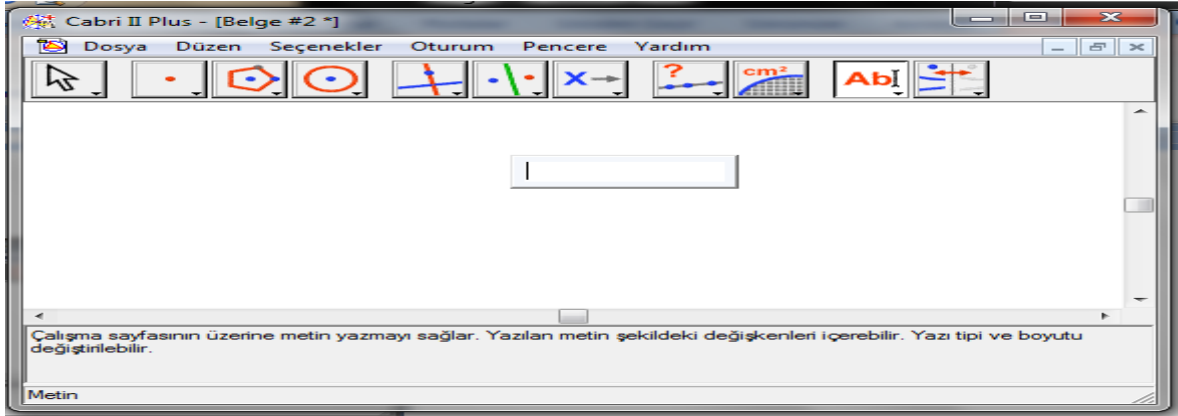 Cabri II Plus - [Belge #2 *]
Dosya Düzen Seçenekler Oturum Pencere Yardım
X ? cm² Ab
Çalışma sayfasının üzerine metin yazmayı sağlar. Yazılan metin şekildeki değişkenleri içerebilir. Yazı tipi ve boyutu
değiştirilebilir.
Metin